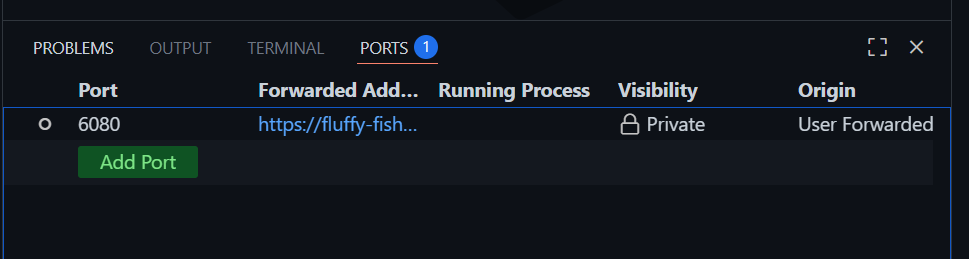 PROBLEMS OUTPUT TERMINAL PORTS 1
Port Forwarded Add... Running Process Visibility Origin
6080 https://fluffy-fish... Private User Forwarded
Add Port